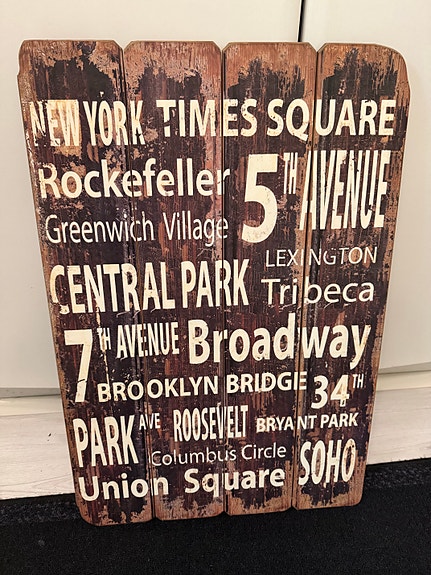 NEW YORK TIMES SQUARE
Rockefeller 5TH AVENUE
Greenwich Village
LEXINGTON
CENTRAL PARK Tribeca
7TH AVENUE Broadway
BROOKLYN BRIDGE 34TH
PARK AVE ROOSEVELT BRYANT PARK
Columbus Circle
Union Square SOHO